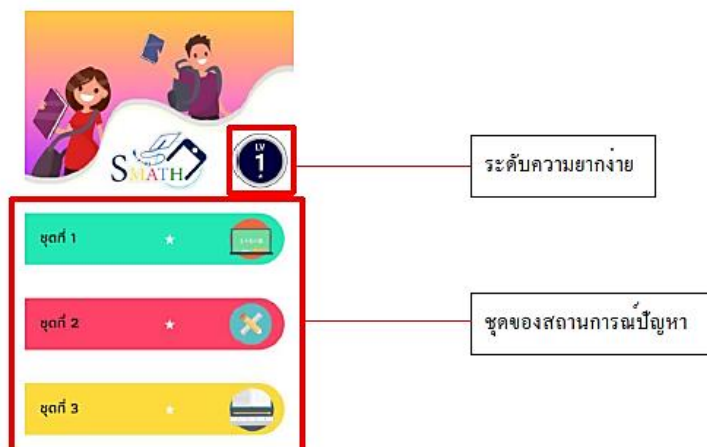 SMATH
LV
1
ระดับความยากง่าย
ชุดที่ 1
ชุดที่ 2
ชุดของสถานการณ์ปัญหา
ชุดที่ 3